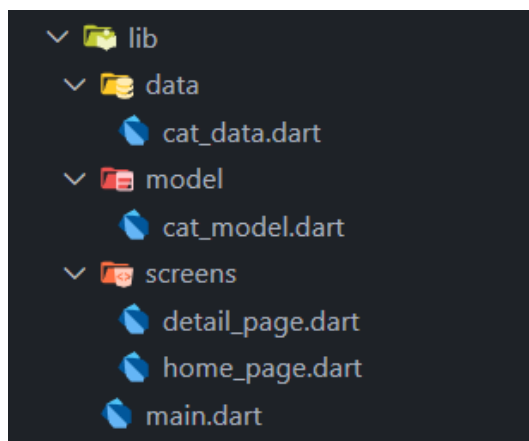 lib
data
cat_data.dart
model
cat_model.dart
screens
detail_page.dart
home_page.dart
main.dart